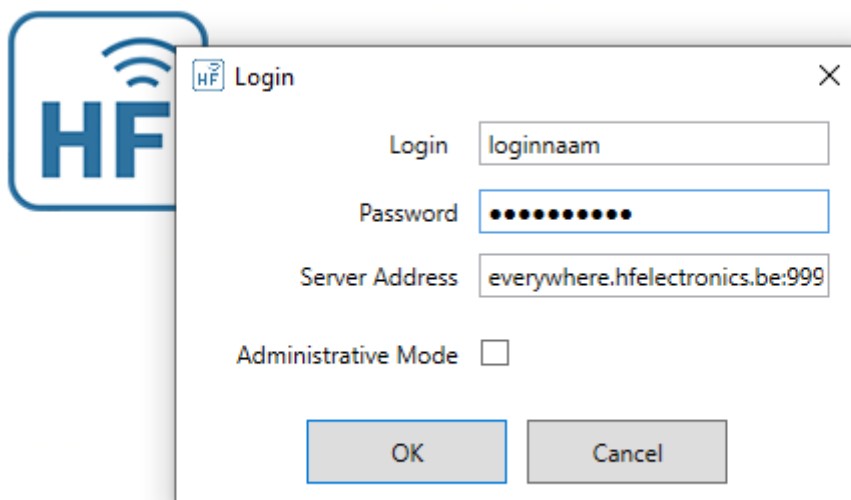 HF
HF Login
Login loginnaam
Password ●●●●●●●●●●
Server Address everywhere.hfelectronics.be:999
Administrative Mode
OK Cancel